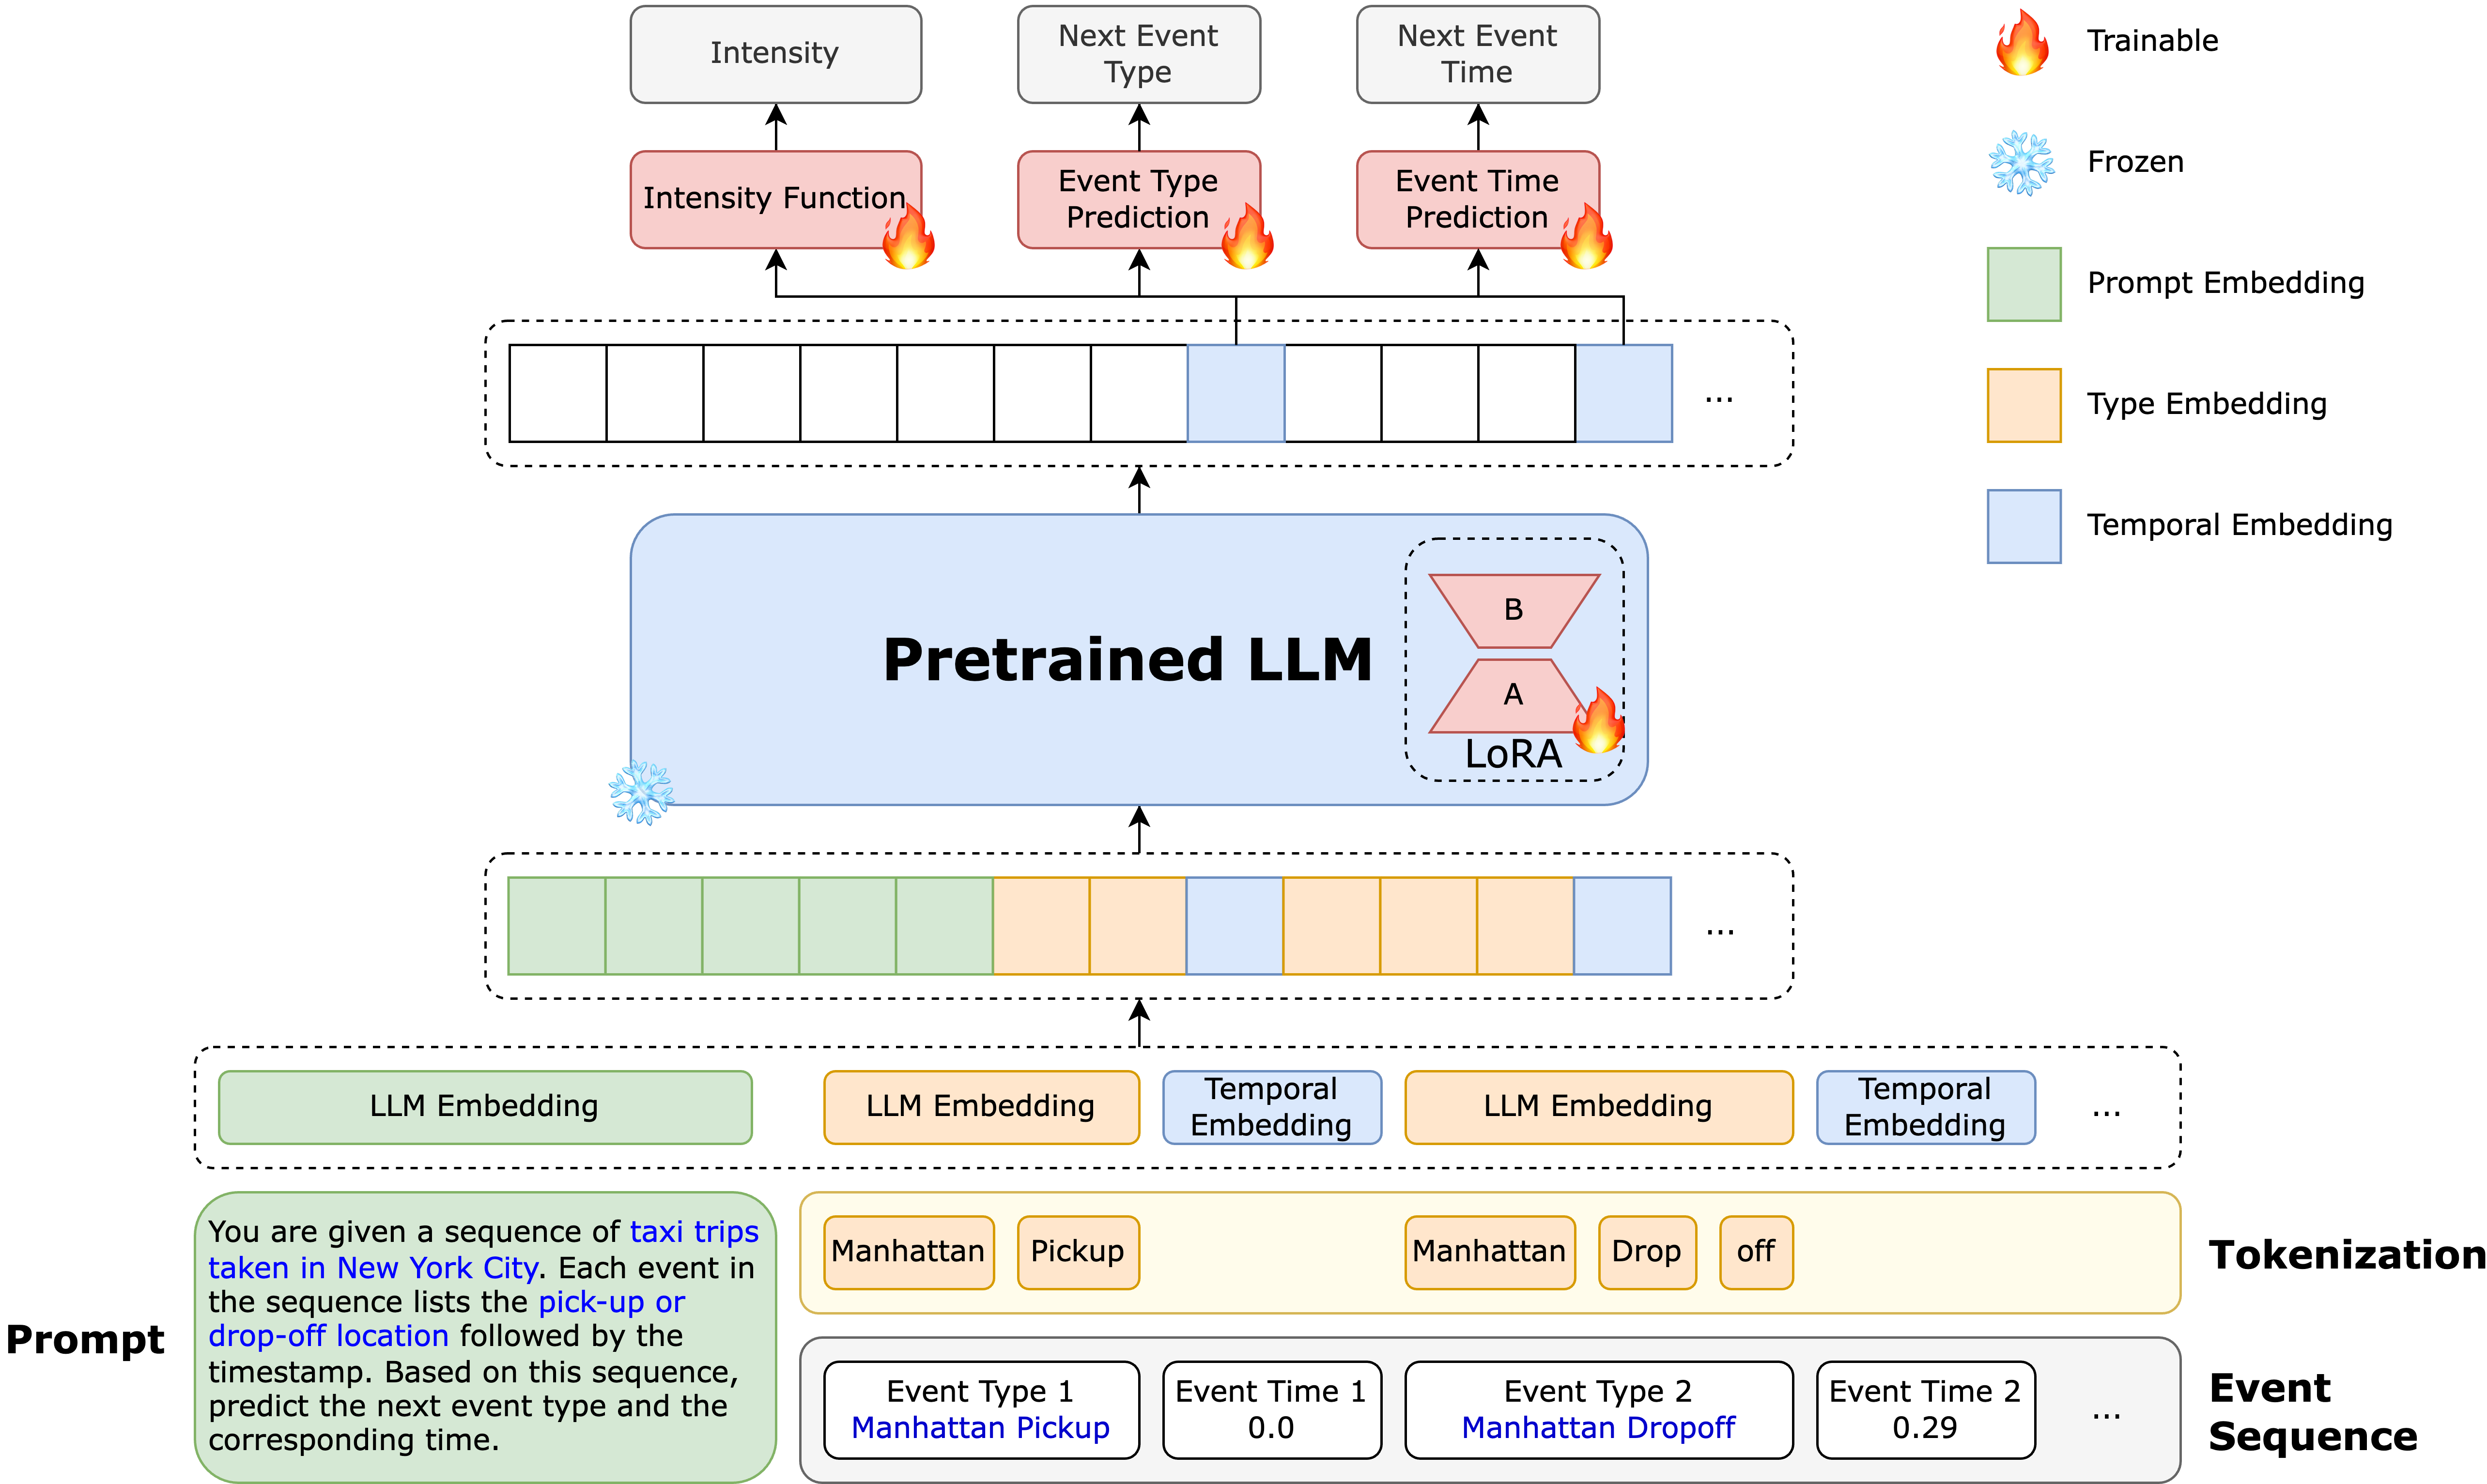 Intensity
Next Event
Type
Next Event
Time
Intensity Function
Event Type
Prediction
Event Time
Prediction
Trainable
Frozen
Prompt Embedding
Type Embedding
Temporal Embedding
...
Pretrained LLM
B
A
LoRA
...
LLM Embedding
LLM Embedding
Temporal
Embedding
LLM Embedding
Temporal
Embedding
...
Prompt
You are given a sequence of taxi trips
taken in New York City. Each event in
the sequence lists the pick-up or
drop-off location followed by the
timestamp. Based on this sequence,
predict the next event type and the
corresponding time.
Manhattan
Pickup
Manhattan
Drop
off
Tokenization
Event Type 1
Manhattan Pickup
Event Time 1
0.0
Event Type 2
Manhattan Dropoff
Event Time 2
0.29
...
Event
Sequence